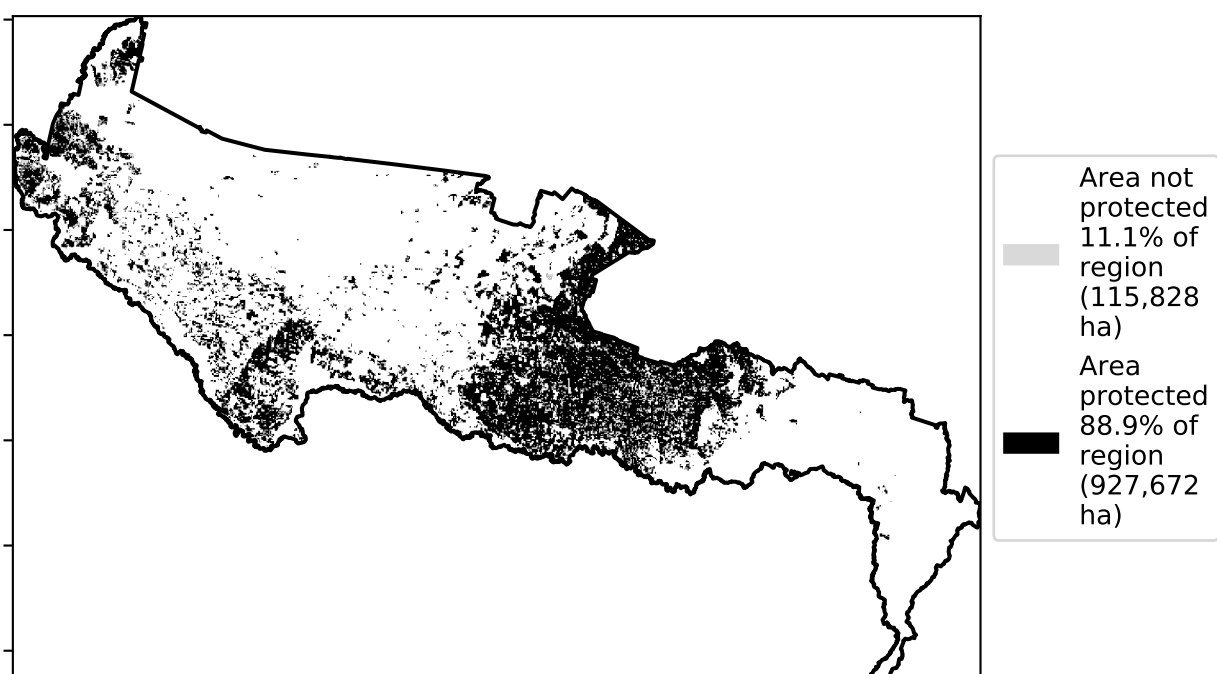 Area not
protected
11.1% of
region
(115,828
ha)
Area
protected
88.9% of
region
(927,672
ha)